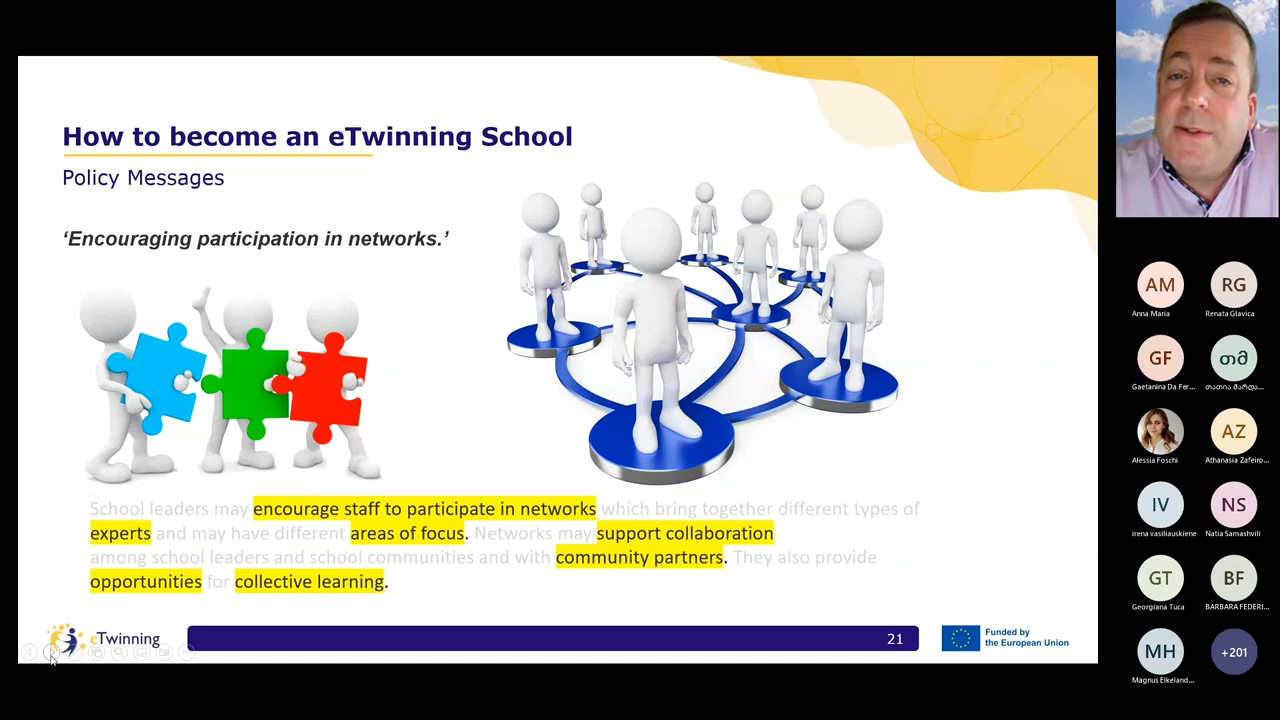 How to become an eTwinning School
Policy Messages
‘Encouraging participation in networks.’
School leaders may encourage staff to participate in networks which bring together different types of
experts and may have different areas of focus. Networks may support collaboration
among school leaders and school communities and with community partners. They also provide
opportunities for collective learning.
eTwinning
21
Funded by
the European Union
AM
Anna Maria
RG
Renata Glavica
GF
Gaetanina Da Fer...
თმ
თათია მარდა...
Alessia Foschi
AZ
Athanasia Zafeiro...
IV
irena vasiliauskiene
NS
Natia Samashvili
GT
Georgiana Tuca
BF
BARBARA FEDERI...
MH
Magnus Eikeland...
+201